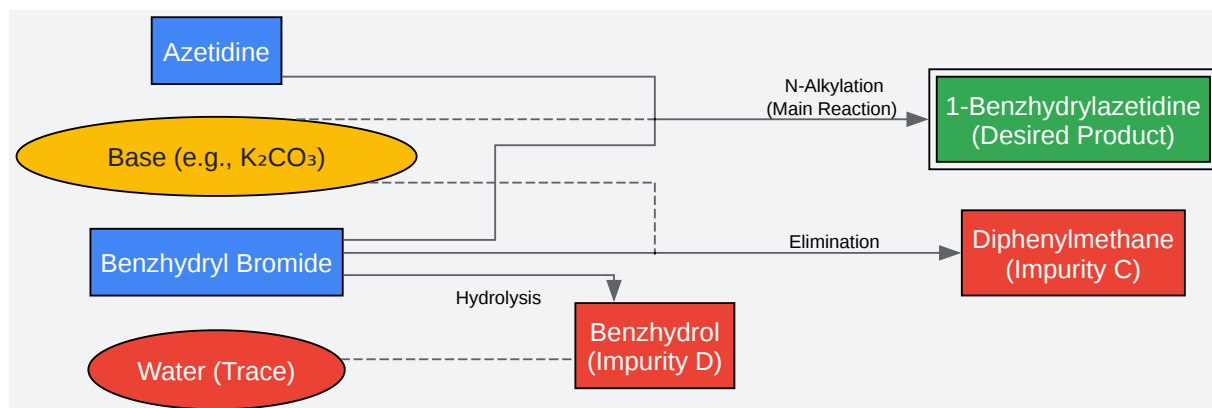 Azetidine
N-Alkylation
(Main Reaction)
1-Benzhydrylazetidine
(Desired Product)
Base (e.g., K₂CO₃)
Benzhydryl Bromide
Elimination
Diphenylmethane
(Impurity C)
Hydrolysis
Benzhydrol
(Impurity D)
Water (Trace)